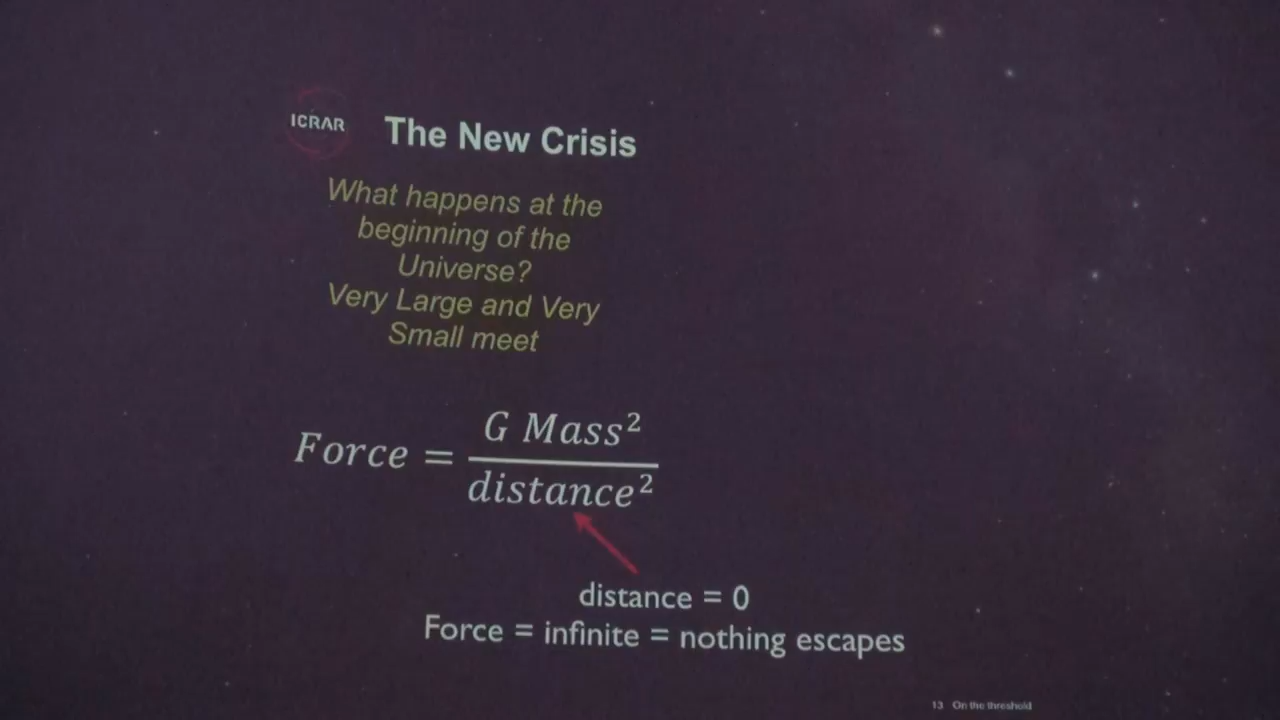 ICRAR
The New Crisis
What happens at the
beginning of the
Universe?
Very Large and Very
Small meet
Force = G Mass² / distance²
distance = 0
Force = infinite = nothing escapes
13 On the threshold